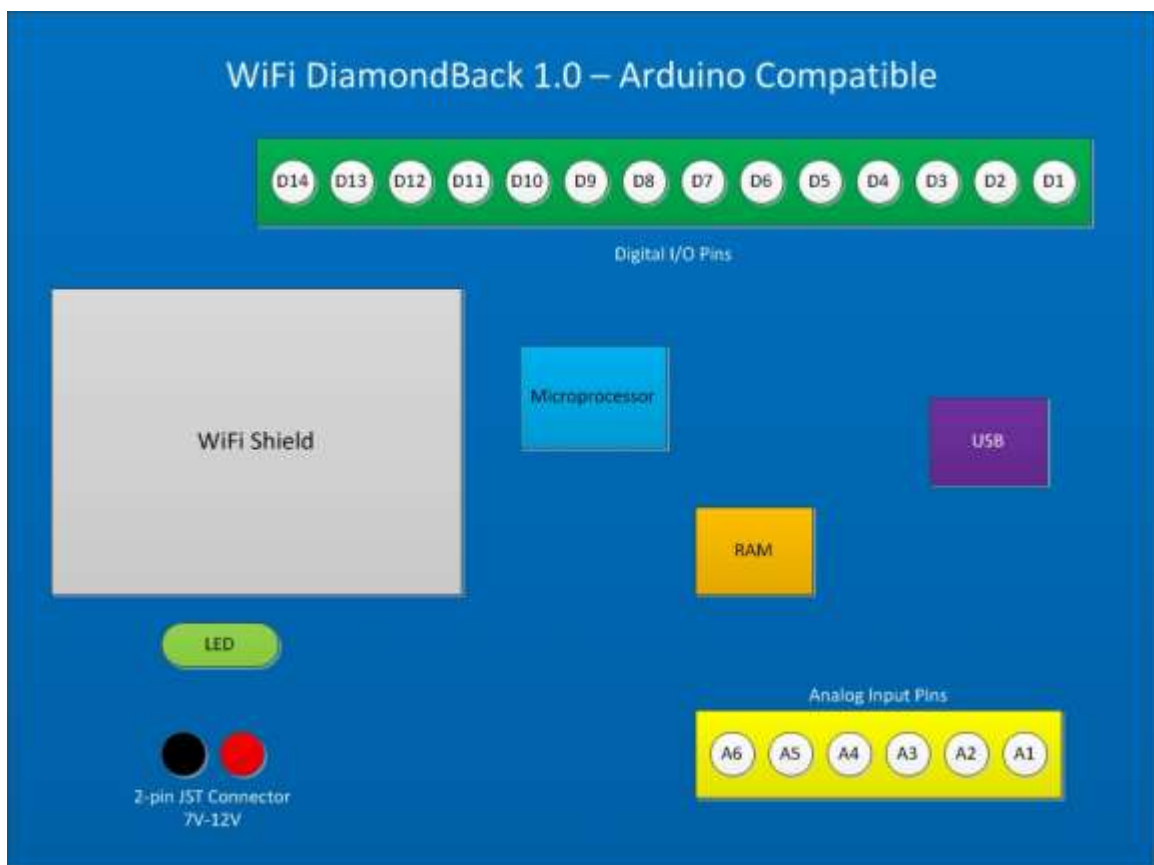 WiFi DiamondBack 1.0 – Arduino Compatible
D14 D13 D12 D11 D10 D9 D8 D7 D6 D5 D4 D3 D2 D1
Digital I/O Pins
WiFi Shield
Microprocessor
USB
RAM
LED
Analog Input Pins
A6 A5 A4 A3 A2 A1
2-pin JST Connector
7V-12V